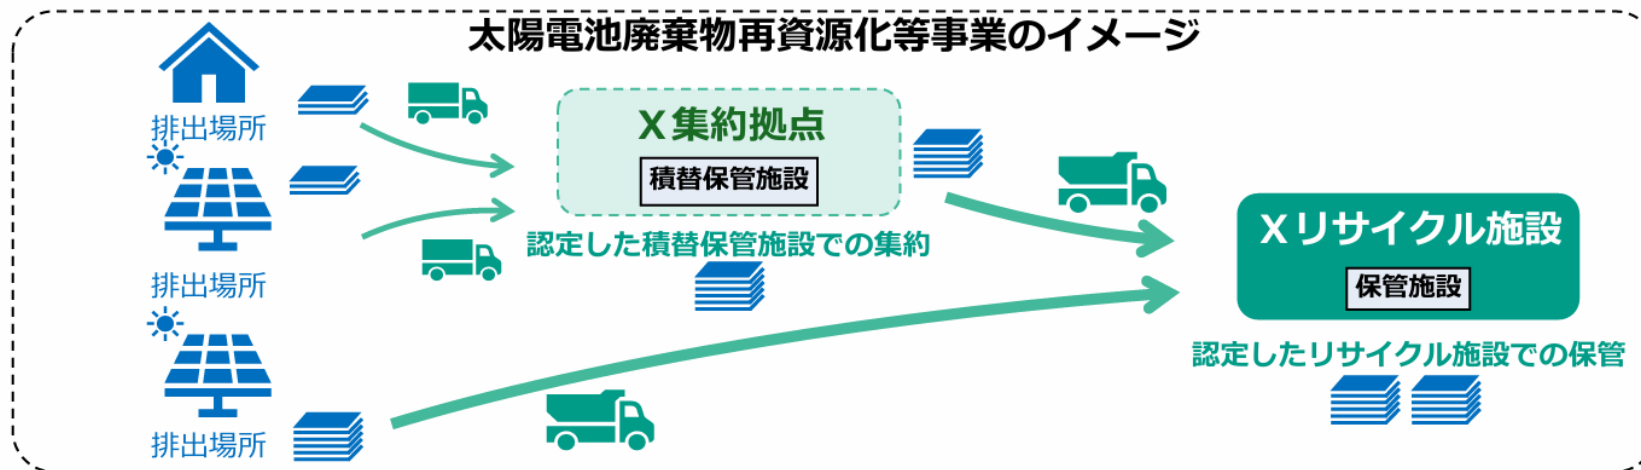 太陽電池廃棄物再資源化等事業のイメージ
排出場所
X集約拠点
積替保管施設
認定した積替保管施設での集約
排出場所
Xリサイクル施設
保管施設
認定したリサイクル施設での保管
排出場所